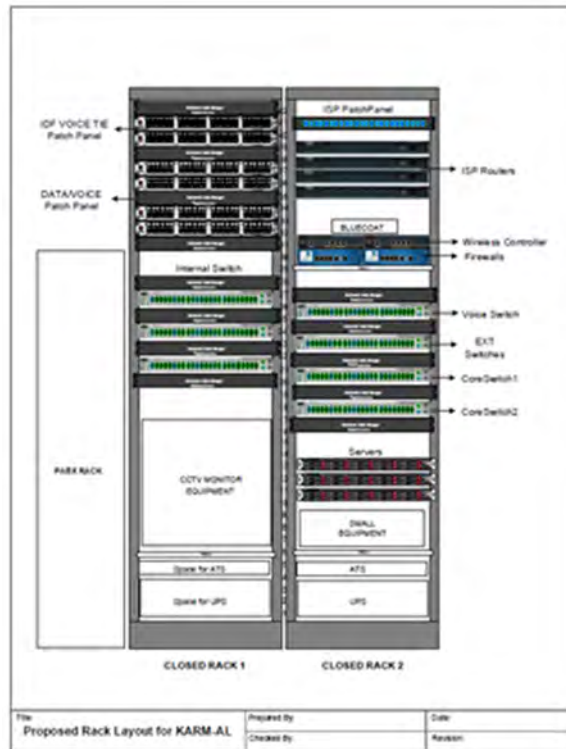 ISP PatchPanel
IDF VOICE TIE
Patch Panel
ISP Routers
DATA/VOICE
Patch Panel
BLUECOAT
Wireless Controller
Firewalls
Internal Switch
Voice Switch
EXT
Switches
CoreSwitch1
CoreSwitch2
Servers
PABX RACK
CCTV MONITOR
EQUIPMENT
SMALL
EQUIPMENT
Space for ATS
ATS
Space for UPS
UPS
CLOSED RACK 1
CLOSED RACK 2
Title
Proposed Rack Layout for KARM-AL
Prepared By
Date
Checked By
Revision